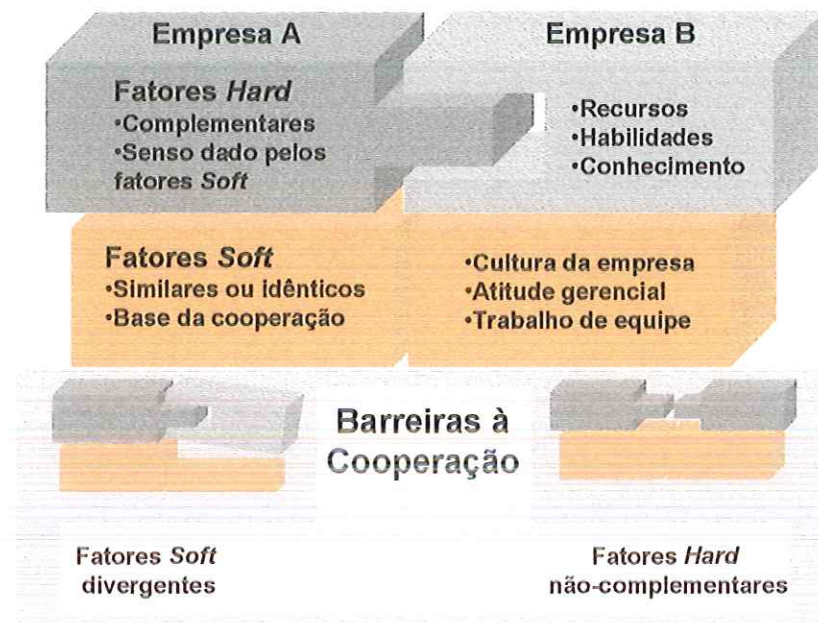 Empresa A
Empresa B
Fatores Hard
•Complementares
•Senso dado pelos
fatores Soft
•Recursos
•Habilidades
•Conhecimento
Fatores Soft
•Similares ou idênticos
•Base da cooperação
•Cultura da empresa
•Atitude gerencial
•Trabalho de equipe
Barreiras à
Cooperação
Fatores Soft
divergentes
Fatores Hard
não-complementares